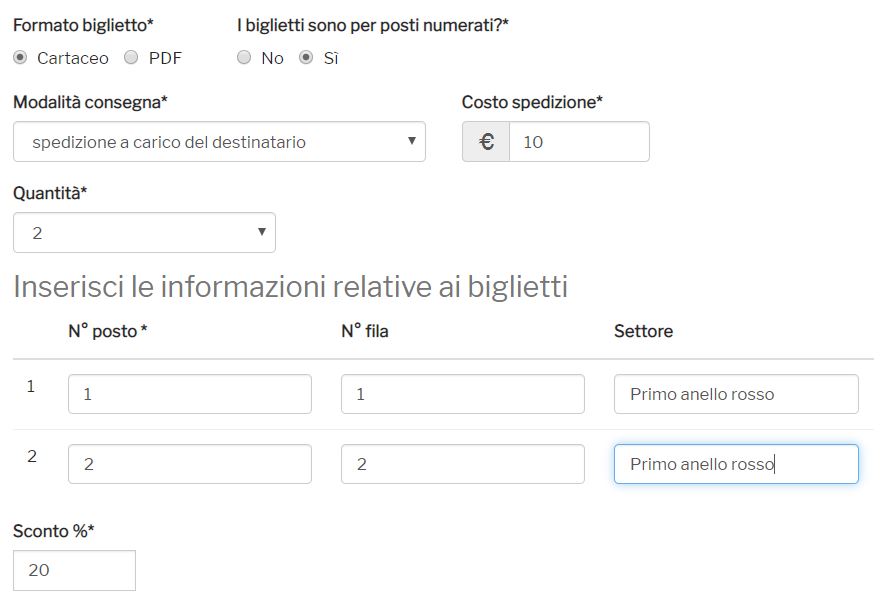 Formato biglietto* I biglietti sono per posti numerati?*
Cartaceo PDF No Sì
Modalità consegna* Costo spedizione*
spedizione a carico del destinatario € 10
Quantità*
2
Inserisci le informazioni relative ai biglietti
N° posto * N° fila Settore
1 1 1 Primo anello rosso
2 2 2 Primo anello rosso
Sconto %*
20